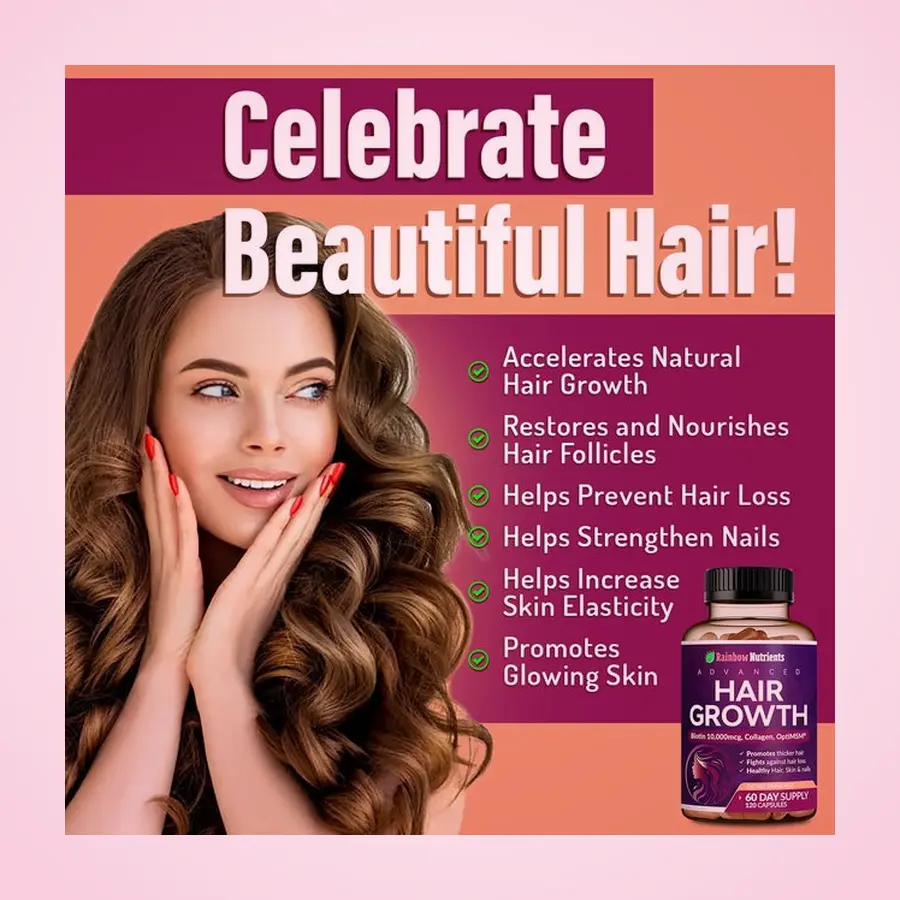 Celebrate
Beautiful Hair!
Accelerates Natural
Hair Growth
Restores and Nourishes
Hair Follicles
Helps Prevent Hair Loss
Helps Strengthen Nails
Helps Increase
Skin Elasticity
Promotes
Glowing Skin
Rainbow Nutrients
ADVANCED
HAIR
GROWTH
Biotin 10,000mcg, Collagen, OptiMSM®
Promotes thicker hair
Fights against hair loss
Healthy Hair, Skin & nails
60 DAY SUPPLY
120 CAPSULES